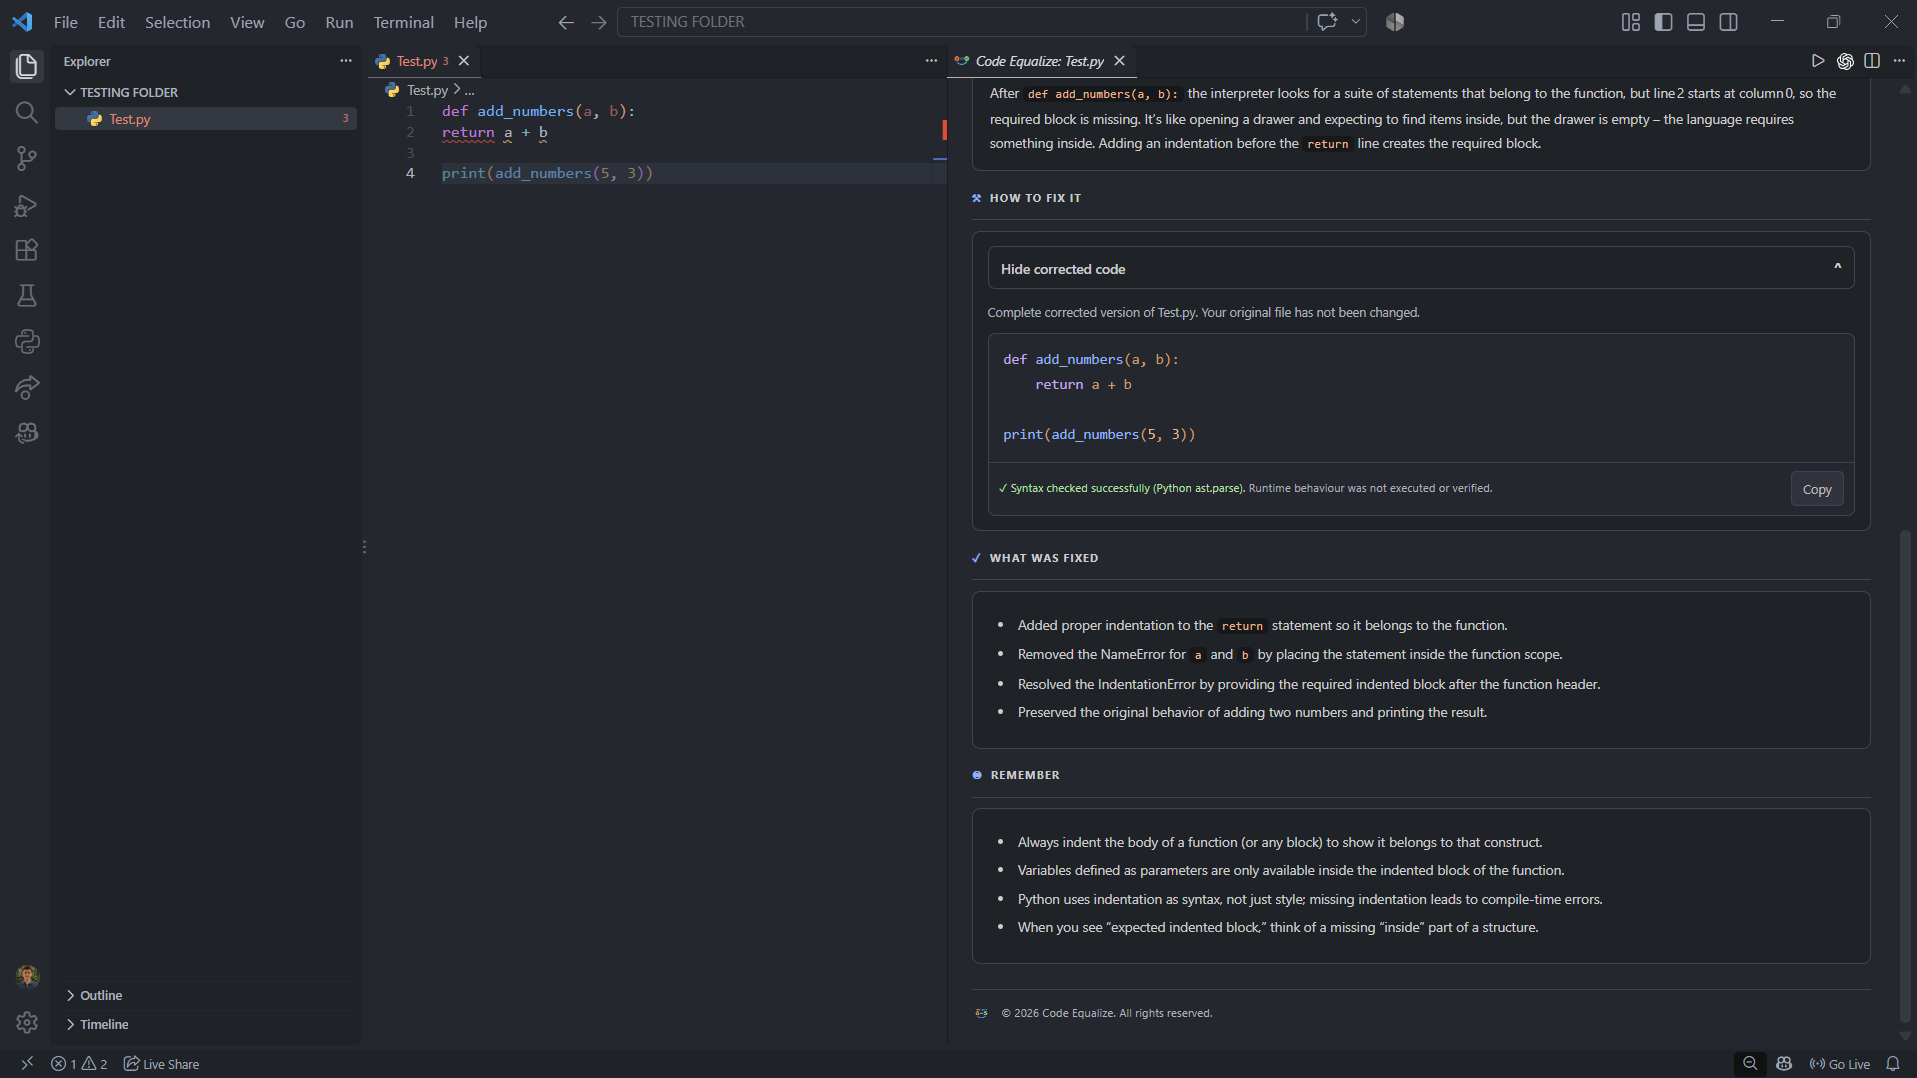 File Edit Selection View Go Run Terminal Help
TESTING FOLDER
Explorer
TESTING FOLDER
Test.py 3
Outline
Timeline
Test.py 3
Test.py > ...
1 def add_numbers(a, b):
2 return a + b
3
4 print(add_numbers(5, 3))
Code Equalize: Test.py
After def add_numbers(a, b): the interpreter looks for a suite of statements that belong to the function, but line 2 starts at column 0, so the
required block is missing. It’s like opening a drawer and expecting to find items inside, but the drawer is empty – the language requires
something inside. Adding an indentation before the return line creates the required block.
HOW TO FIX IT
Hide corrected code
Complete corrected version of Test.py. Your original file has not been changed.
def add_numbers(a, b):
    return a + b
print(add_numbers(5, 3))
✓ Syntax checked successfully (Python ast.parse). Runtime behaviour was not executed or verified.
Copy
✓ WHAT WAS FIXED
• Added proper indentation to the return statement so it belongs to the function.
• Removed the NameError for a and b by placing the statement inside the function scope.
• Resolved the IndentationError by providing the required indented block after the function header.
• Preserved the original behavior of adding two numbers and printing the result.
REMEMBER
• Always indent the body of a function (or any block) to show it belongs to that construct.
• Variables defined as parameters are only available inside the indented block of the function.
• Python uses indentation as syntax, not just style; missing indentation leads to compile-time errors.
• When you see “expected indented block,” think of a missing “inside” part of a structure.
© 2026 Code Equalize. All rights reserved.
1 2 Live Share
Go Live